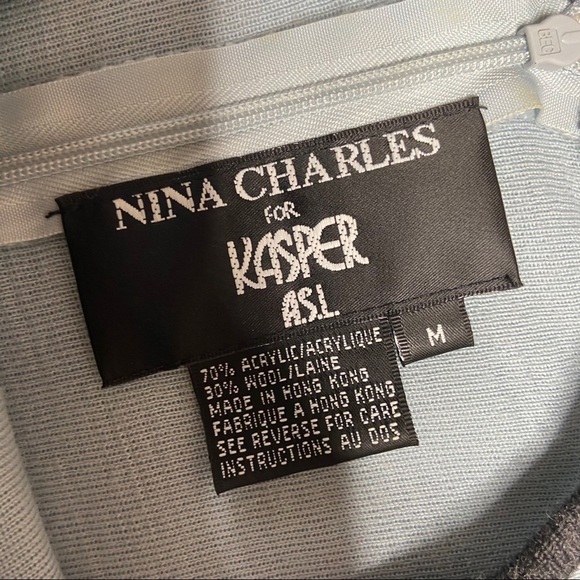 NINA CHARLES
FOR
KASPER
A.S.L.
M
70% ACRYLIC/ACRYLIQUE
30% WOOL/LAINE
MADE IN HONG KONG
FABRIQUE A HONG KONG
SEE REVERSE FOR CARE
INSTRUCTIONS AU DOS